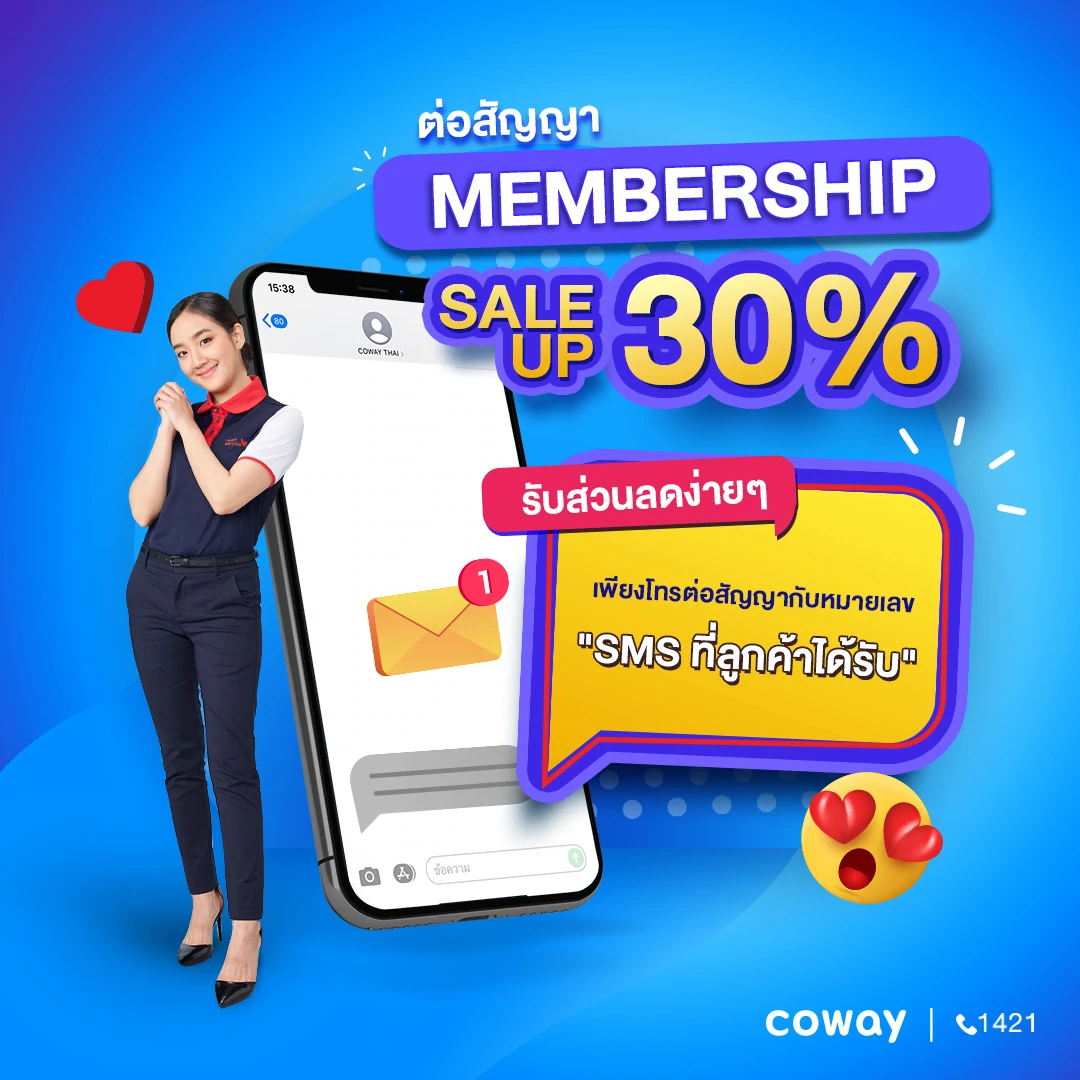 ต่อสัญญา
MEMBERSHIP
SALE UP 30%
15:38
80
COWAY THAI
รับส่วนลดง่ายๆ
เพียงโทรต่อสัญญากับหมายเลข
"SMS ที่ลูกค้าได้รับ"
1
ข้อความ
coway | 1421